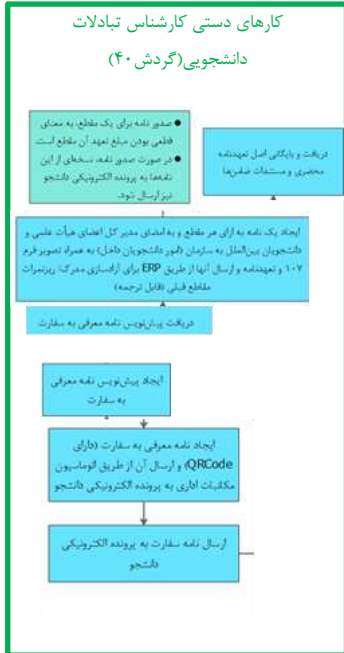 کارهای دستی کارشناس تبادلات
دانشجویی(گردش۴۰)
● صدور نامه برای یک مقطع، به معنای
قطعی بودن مبلغ تعهد آن مقطع است.
● در صورت صدور نامه، نسخه‌ای از این
نامه‌ها به پرونده الکترونیکی دانشجو
نیز ارسال شود.
دریافت و بایگانی اصل تعهدنامه
محضری و مستندات ضمن‌ها
ایجاد یک نامه به ازای هر مقطع و به امضای مدیر کل اعضای هیأت علمی و
دانشجویان بین‌الملل به سازمان (امور دانشجویان داخل) به همراه تصویر فرم
۱۰۷ و تعهدنامه و ارسال آنها از طریق ERP برای آزادسازی مدرک/ ریزنمرات
مقاطع قبلی (قابل ترجمه)
دریافت پیش‌نویس نامه معرفی به سفارت
ایجاد پیش‌نویس نامه معرفی
به سفارت
ایجاد نامه معرفی به سفارت (دارای
QRCode) و ارسال آن از طریق اتوماسیون
مکاتبات اداری به پرونده الکترونیکی دانشجو
ارسال نامه سفارت به پرونده الکترونیکی
دانشجو